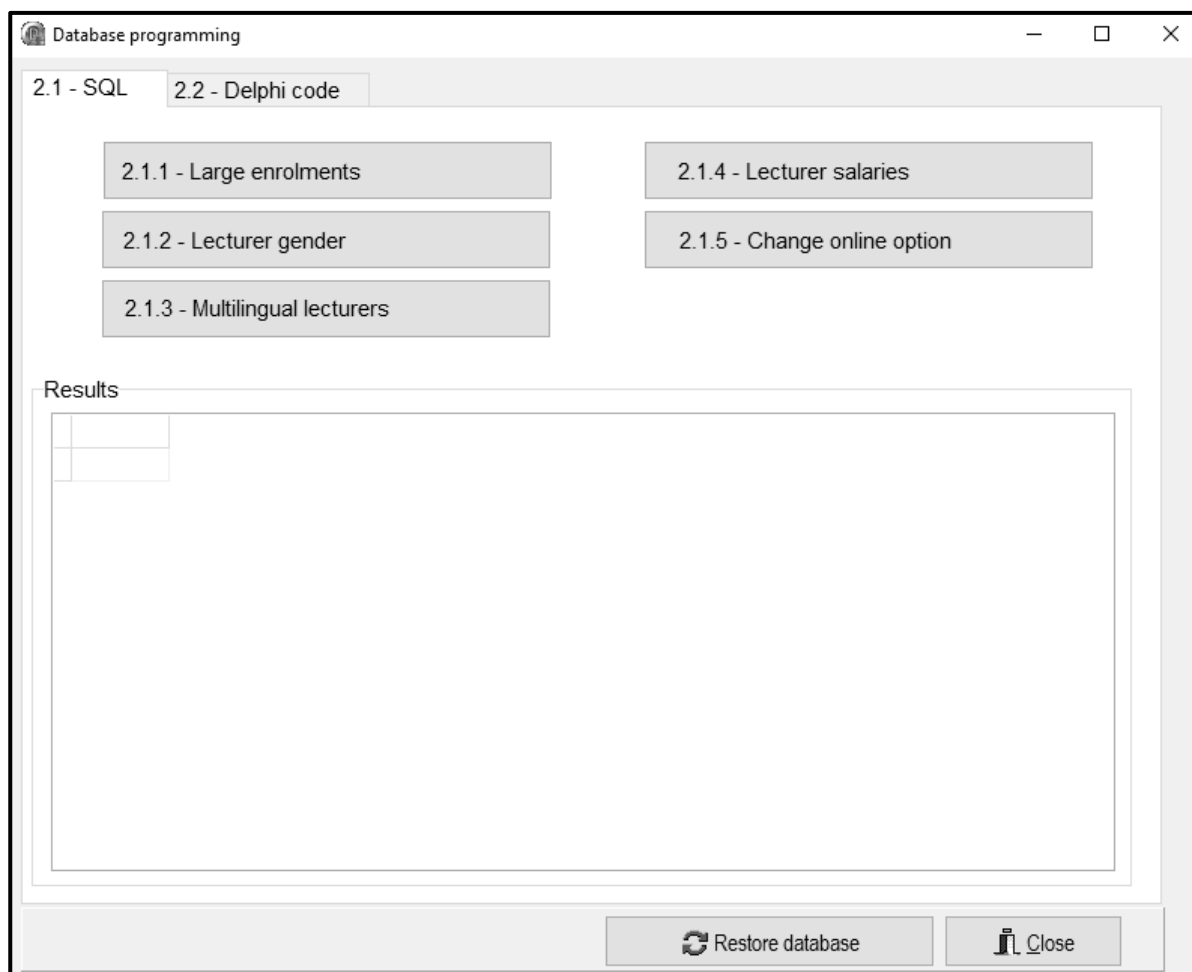 Database programming
2.1 - SQL
2.2 - Delphi code
2.1.1 - Large enrolments
2.1.4 - Lecturer salaries
2.1.2 - Lecturer gender
2.1.5 - Change online option
2.1.3 - Multilingual lecturers
Results
Restore database
Close